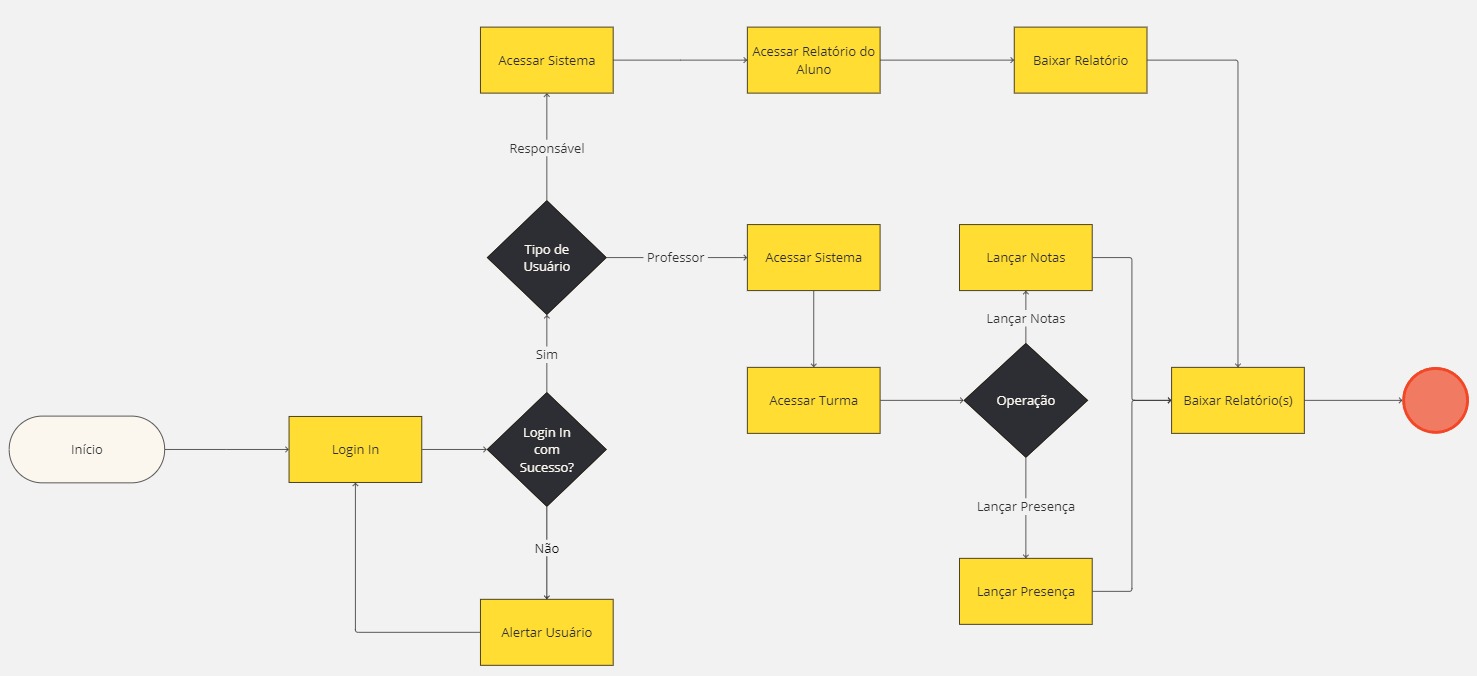 Acessar Sistema
Acessar Relatório do
Aluno
Baixar Relatório
Responsável
Tipo de
Usuário
Professor
Acessar Sistema
Lançar Notas
Lançar Notas
Sim
Acessar Turma
Operação
Baixar Relatório(s)
Início
Login In
Login In
com
Sucesso?
Lançar Presença
Não
Lançar Presença
Alertar Usuário